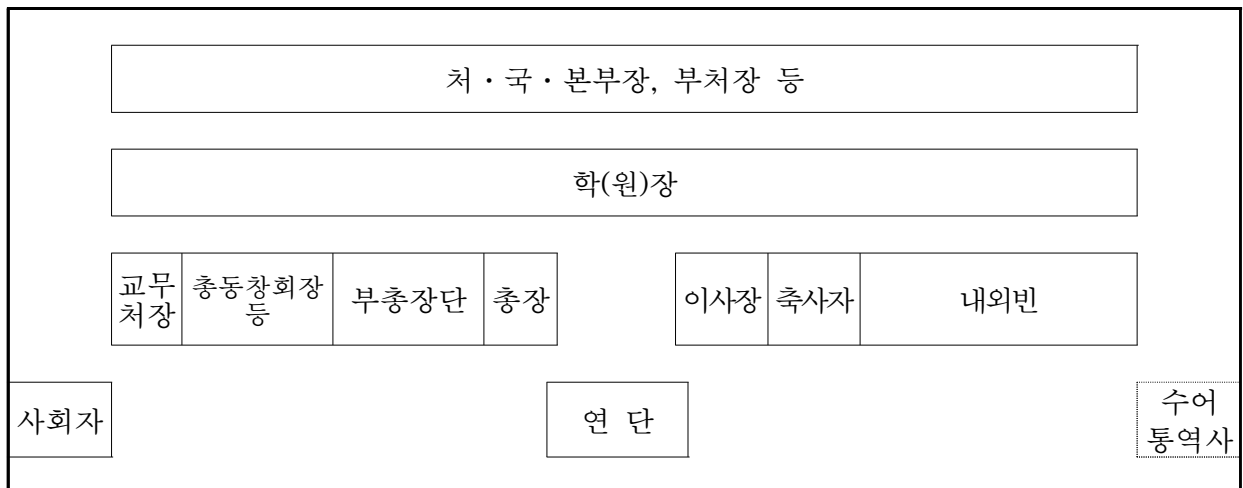 처・국・본부장, 부처장 등
학(원)장
교무
처장
총동창회장
등
부총장단
총장
이사장
축사자
내외빈
사회자
연 단
수어
통역사